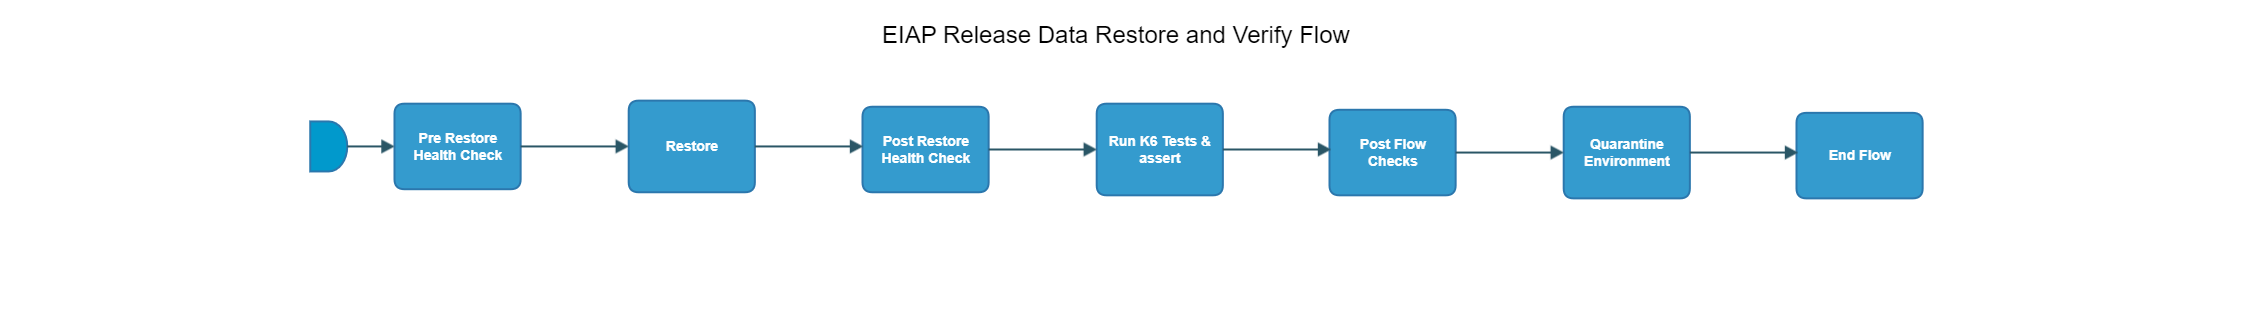 EIAP Release Data Restore and Verify Flow
Pre Restore
Health Check
Restore
Post Restore
Health Check
Run K6 Tests &
assert
Post Flow
Checks
Quarantine
Environment
End Flow